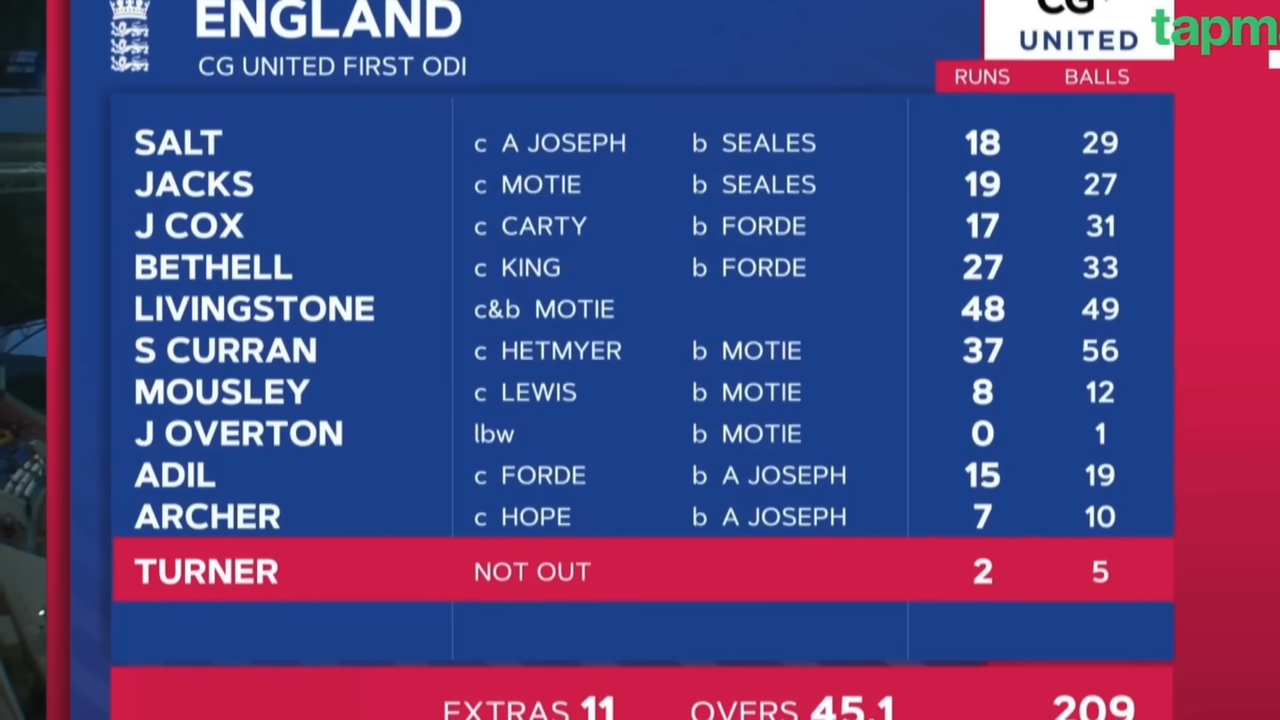 ENGLAND
CG UNITED FIRST ODI
CG
UNITED
tapm
RUNS BALLS
SALT c A JOSEPH b SEALES 18 29
JACKS c MOTIE b SEALES 19 27
J COX c CARTY b FORDE 17 31
BETHELL c KING b FORDE 27 33
LIVINGSTONE c&b MOTIE 48 49
S CURRAN c HETMYER b MOTIE 37 56
MOUSLEY c LEWIS b MOTIE 8 12
J OVERTON lbw b MOTIE 0 1
ADIL c FORDE b A JOSEPH 15 19
ARCHER c HOPE b A JOSEPH 7 10
TURNER NOT OUT 2 5
EXTRAS 11 OVERS 45.1 209